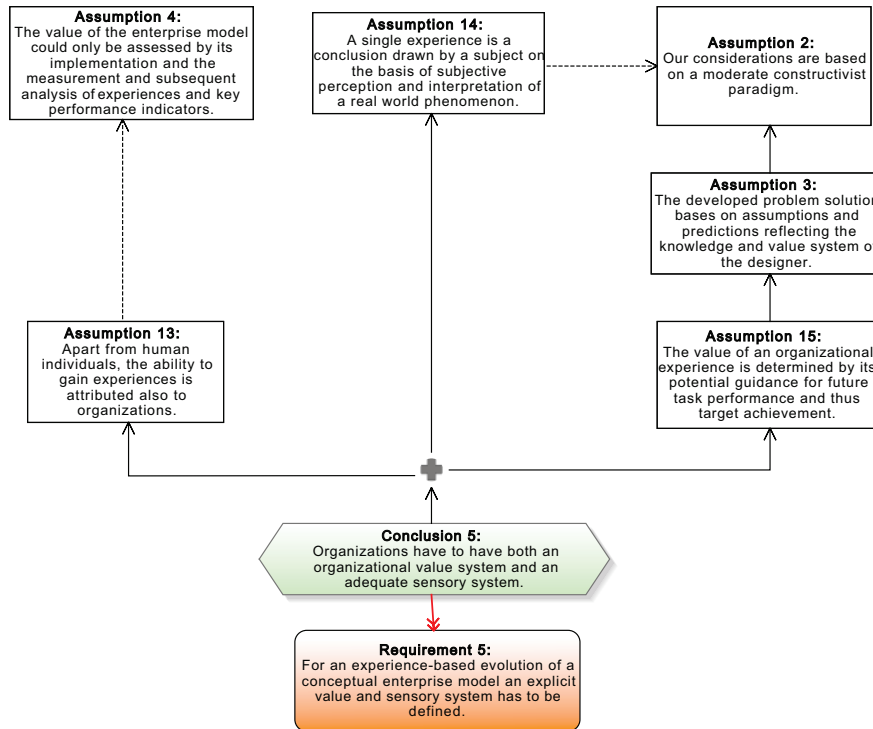 Assumption 4:
The value of the enterprise model
could only be assessed by its
implementation and the
measurement and subsequent
analysis of experiences and key
performance indicators.
Assumption 14:
A single experience is a
conclusion drawn by a subject on
the basis of subjective
perception and interpretation of
a real world phenomenon.
Assumption 2:
Our considerations are based
on a moderate constructivist
paradigm.
Assumption 3:
The developed problem solution
bases on assumptions and
predictions reflecting the
knowledge and value system of
the designer.
Assumption 13:
Apart from human
individuals, the ability to
gain experiences is
attributed also to
organizations.
Assumption 15:
The value of an organizational
experience is determined by its
potential guidance for future
task performance and thus
target achievement.
Conclusion 5:
Organizations have to have both an
organizational value system and an
adequate sensory system.
Requirement 5:
For an experience-based evolution of a
conceptual enterprise model an explicit
value and sensory system has to be
defined.